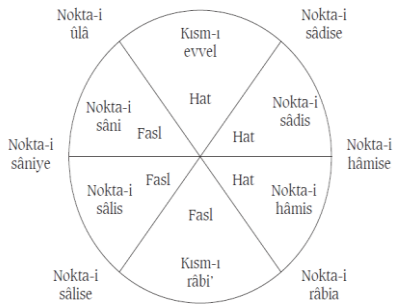 Nokta-i
ûlâ
Nokta-i
sâdise
Kısm-ı
evvel
Hat
Nokta-i
sâni
Fasl
Nokta-i
sâdis
Hat
Nokta-i
sâniye
Nokta-i
hâmise
Nokta-i
sâlis
Fasl
Hat
Nokta-i
hâmis
Fasl
Kısm-ı
râbi’
Nokta-i
sâlise
Nokta-i
râbia